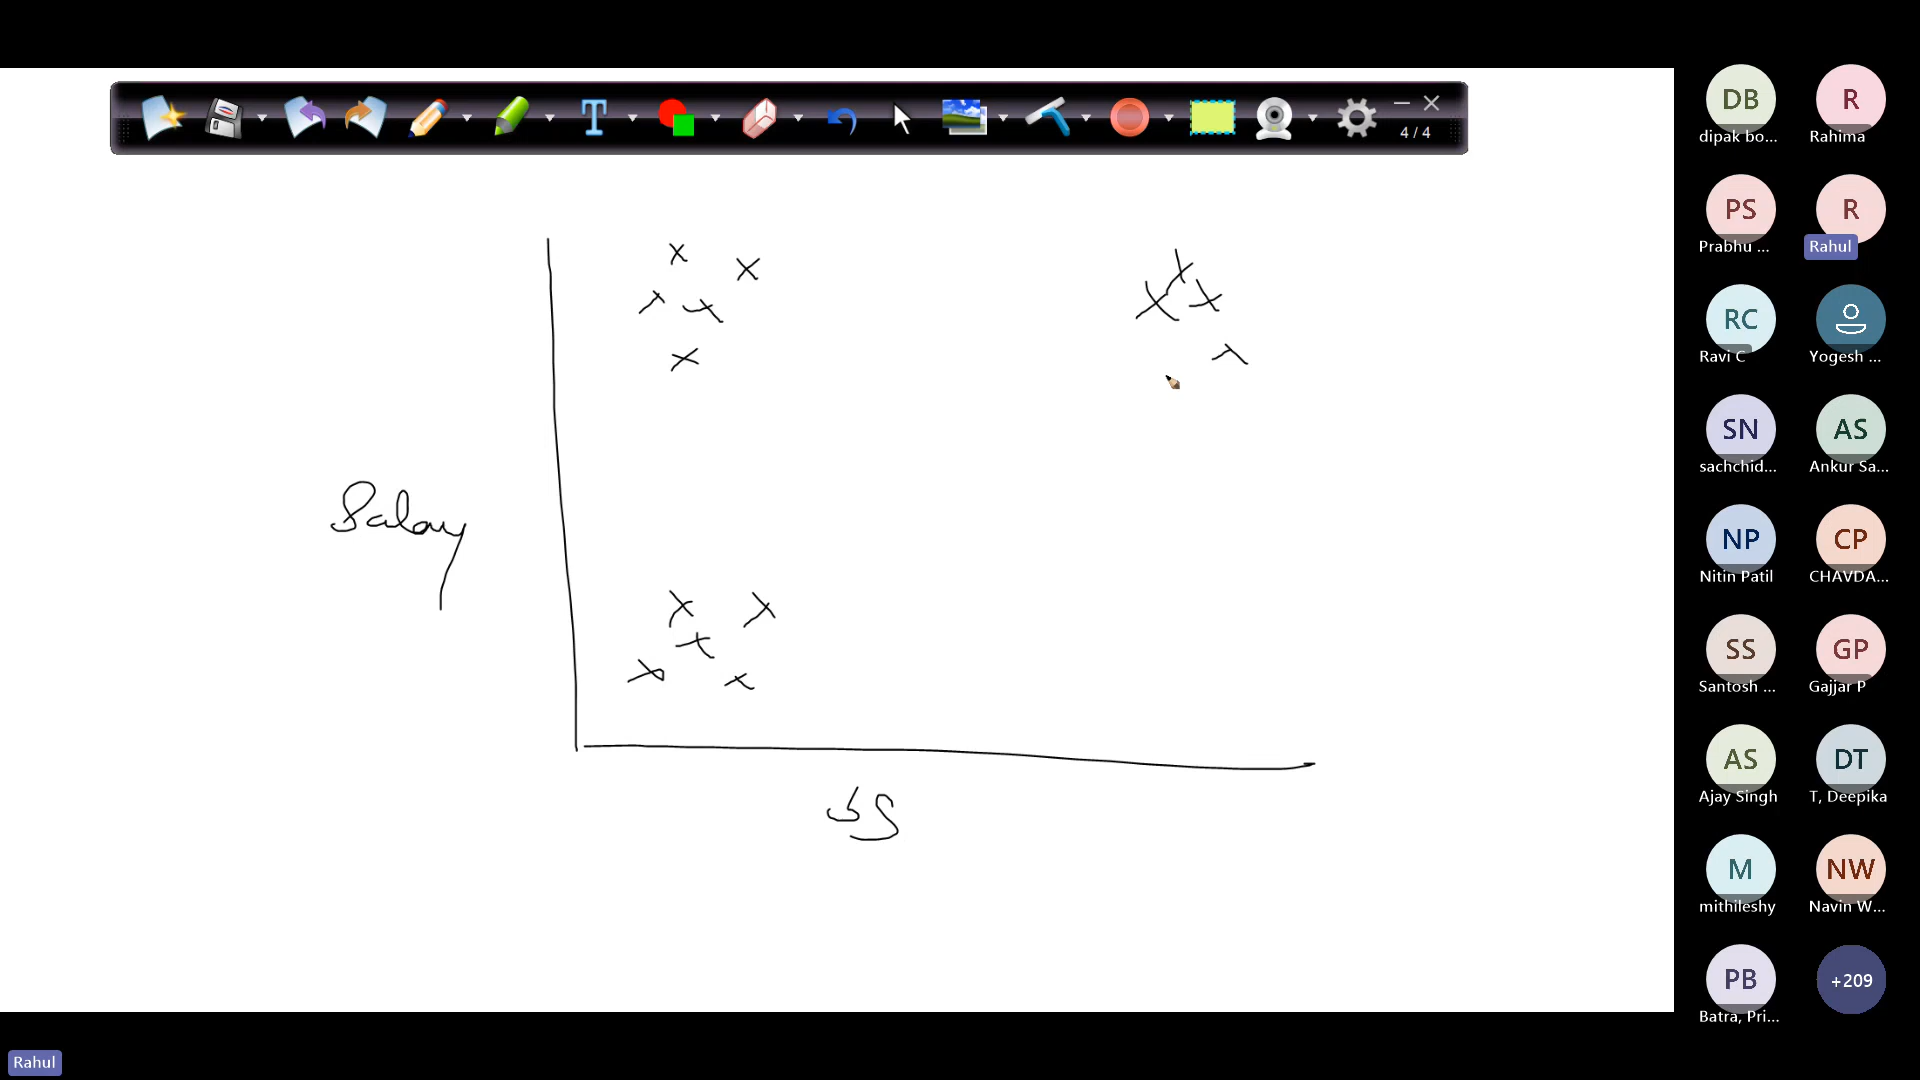 4 / 4
DB
R
dipak bo...
Rahima
PS
R
Prabhu ...
Rahul
RC
Ravi C
Yogesh ...
SN
AS
sachchid...
Ankur Sa...
NP
CP
Nitin Patil
CHAVDA...
SS
GP
Santosh ...
Gajjar P
AS
DT
Ajay Singh
T, Deepika
M
NW
mithileshy
Navin W...
PB
+209
Batra, Pri...
T
Salary
SS
Rahul